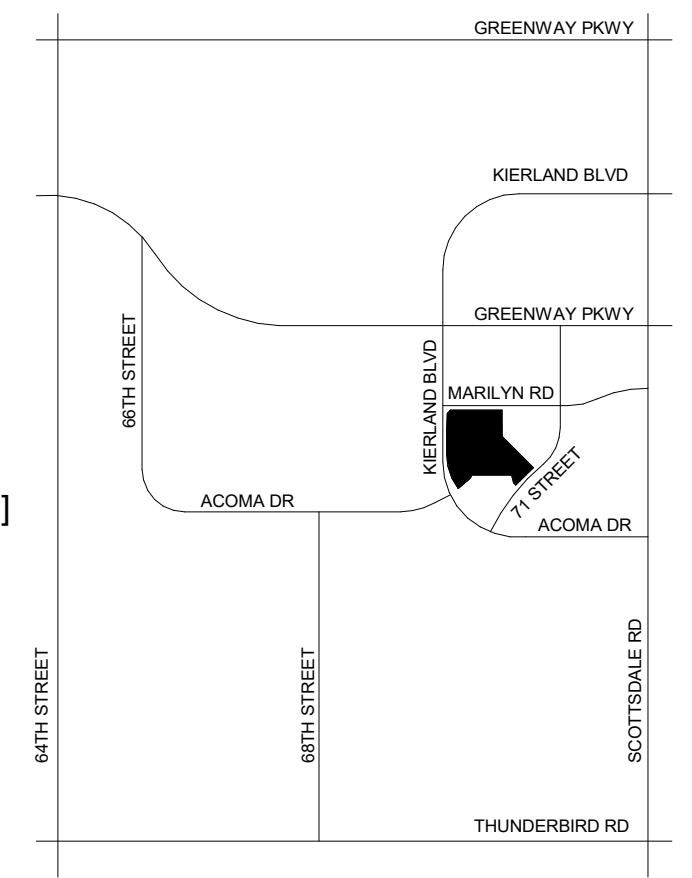 GREENWAY PKWY
KIERLAND BLVD
GREENWAY PKWY
66TH STREET
KIERLAND BLVD
MARILYN RD
71 STREET
]
ACOMA DR
ACOMA DR
64TH STREET
68TH STREET
SCOTTSDALE RD
THUNDERBIRD RD